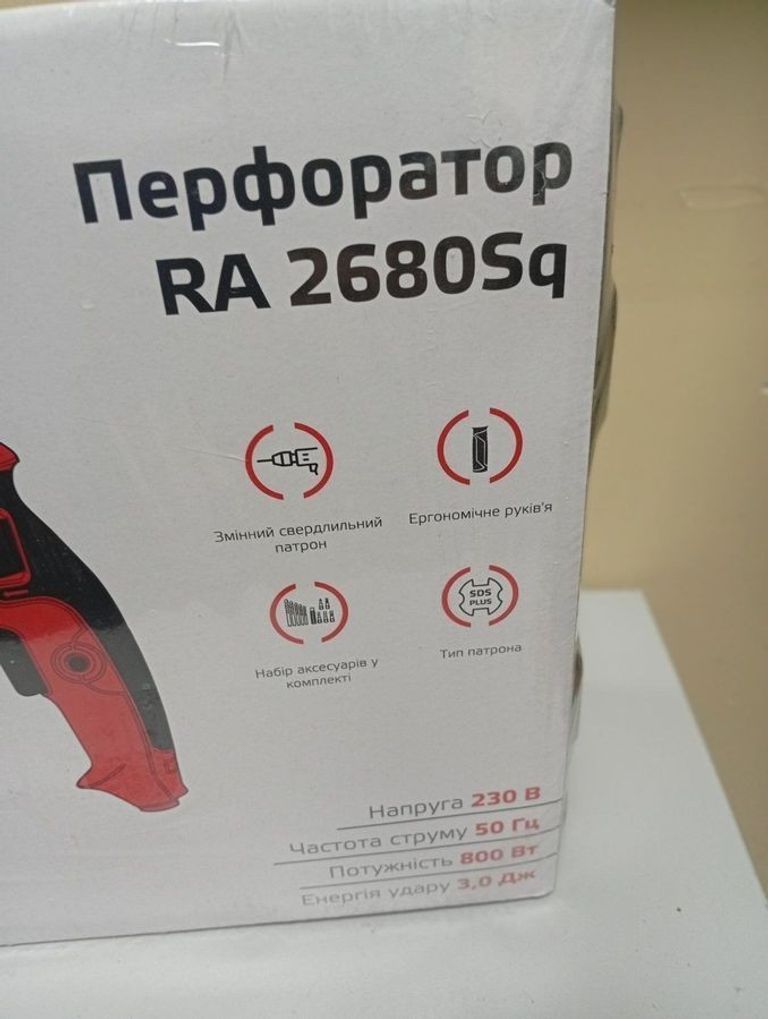 Перфоратор
RA 2680Sq
Змінний свердлильний
патрон
Ергономічне руків'я
Набір аксесуарів у
комплекті
SDS
PLUS
Тип патрона
Напруга 230 В
Частота струму 50 Гц
Потужність 800 Вт
Енергія удару 3,0 Дж